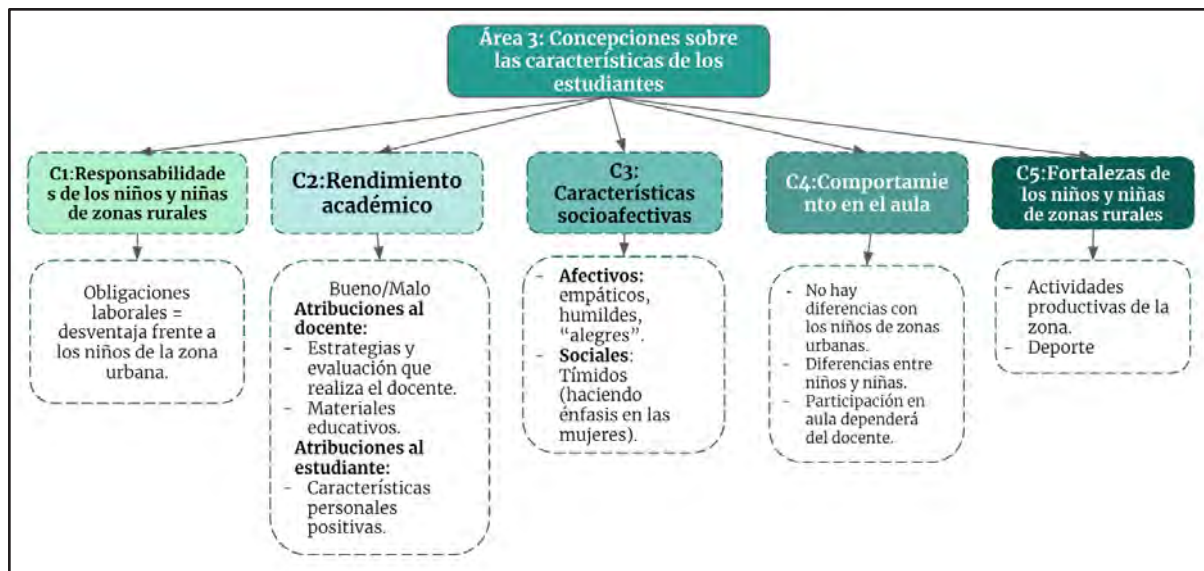 Área 3: Concepciones sobre
las características de los
estudiantes
C1:Responsabilidade
s de los niños y niñas
de zonas rurales
Obligaciones
laborales =
desventaja frente a
los niños de la zona
urbana.
C2:Rendimiento
académico
Bueno/Malo
Atribuciones al
docente:
- Estrategias y
evaluación que
realiza el docente.
- Materiales
educativos.
Atribuciones al
estudiante:
- Características
personales
positivas.
C3:
Características
socioafectivas
- Afectivos:
empáticos,
humildes,
“alegres”.
- Sociales:
Tímidos
(haciendo
énfasis en las
mujeres).
C4:Comportamie
nto en el aula
- No hay
diferencias con
los niños de zonas
urbanas.
- Diferencias entre
niños y niñas.
- Participación en
aula dependerá
del docente.
C5:Fortalezas de
los niños y niñas
de zonas rurales
- Actividades
productivas de la
zona.
- Deporte